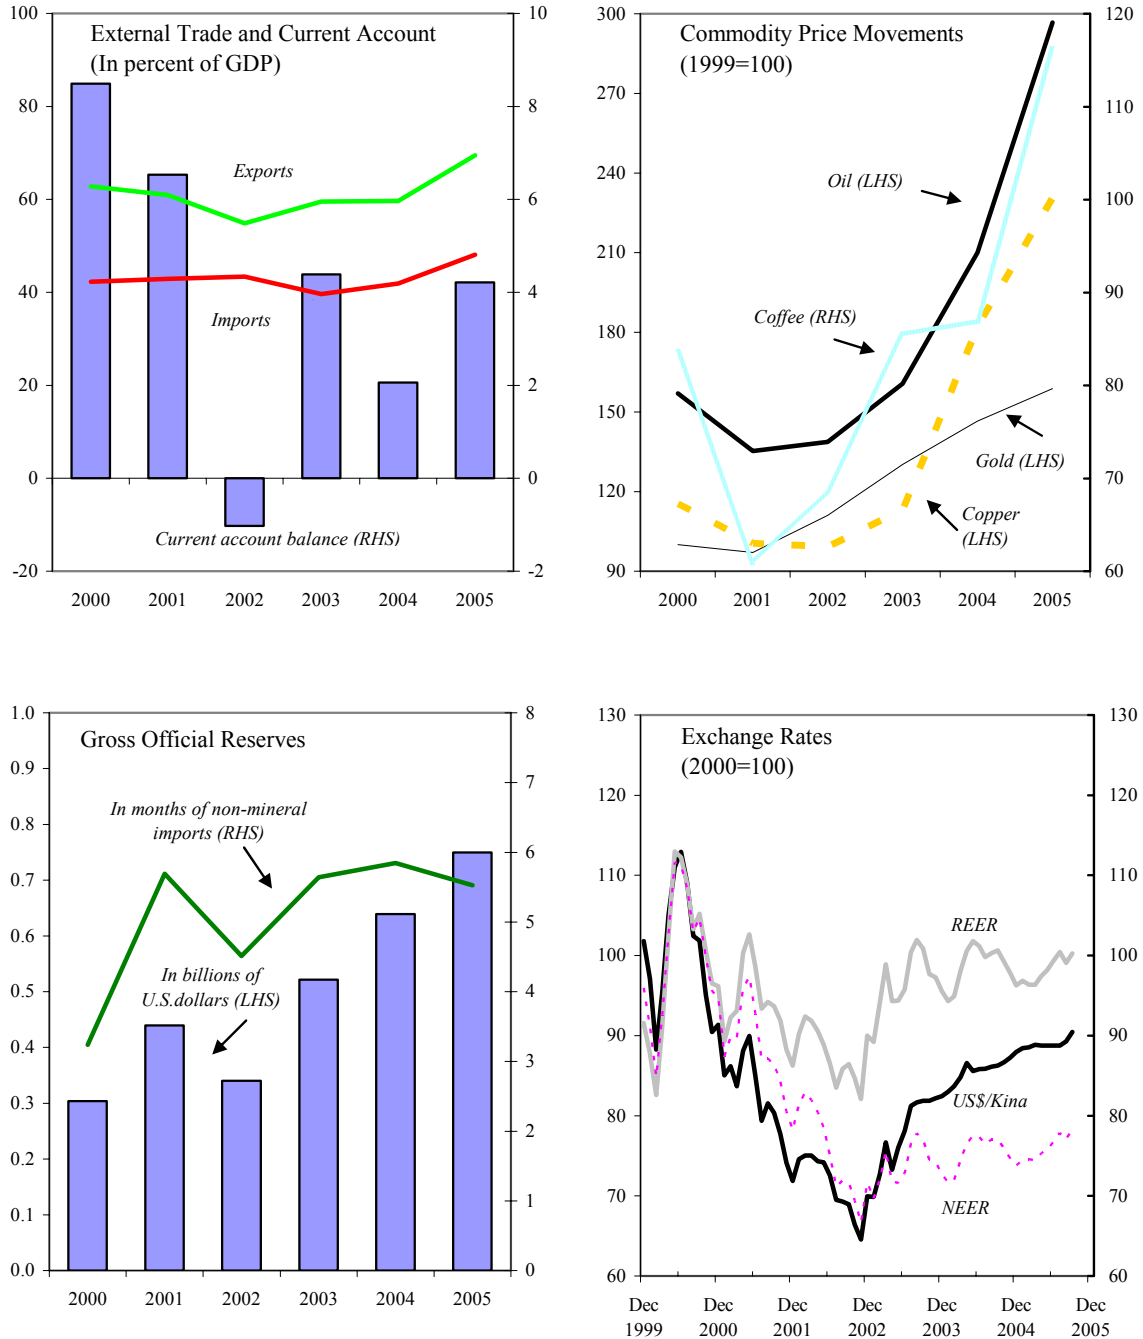 External Trade and Current Account
(In percent of GDP)
100
80
60
40
20
0
-20
10
8
6
4
2
0
-2
Exports
Imports
Current account balance (RHS)
2000 2001 2002 2003 2004 2005
Commodity Price Movements
(1999=100)
300
270
240
210
180
150
120
90
120
110
100
90
80
70
60
Oil (LHS)
Coffee (RHS)
Gold (LHS)
Copper
(LHS)
2000 2001 2002 2003 2004 2005
Gross Official Reserves
1.0
0.9
0.8
0.7
0.6
0.5
0.4
0.3
0.2
0.1
0.0
8
7
6
5
4
3
2
1
0
In months of non-mineral
imports (RHS)
In billions of
U.S.dollars (LHS)
2000 2001 2002 2003 2004 2005
Exchange Rates
(2000=100)
130
120
110
100
90
80
70
60
130
120
110
100
90
80
70
60
REER
US$/Kina
NEER
Dec Dec Dec Dec Dec Dec Dec
1999 2000 2001 2002 2003 2004 2005